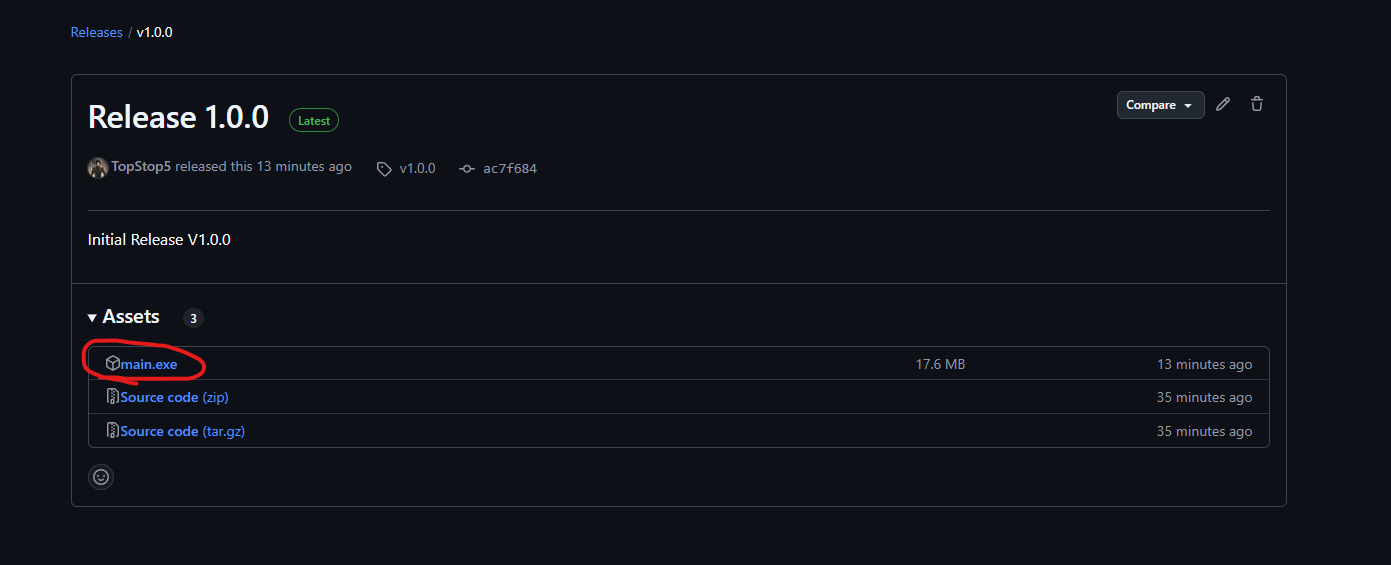 Releases / v1.0.0
Release 1.0.0 Latest
Compare
TopStop5 released this 13 minutes ago v1.0.0 ac7f684
Initial Release V1.0.0
Assets 3
main.exe 17.6 MB 13 minutes ago
Source code (zip) 35 minutes ago
Source code (tar.gz) 35 minutes ago